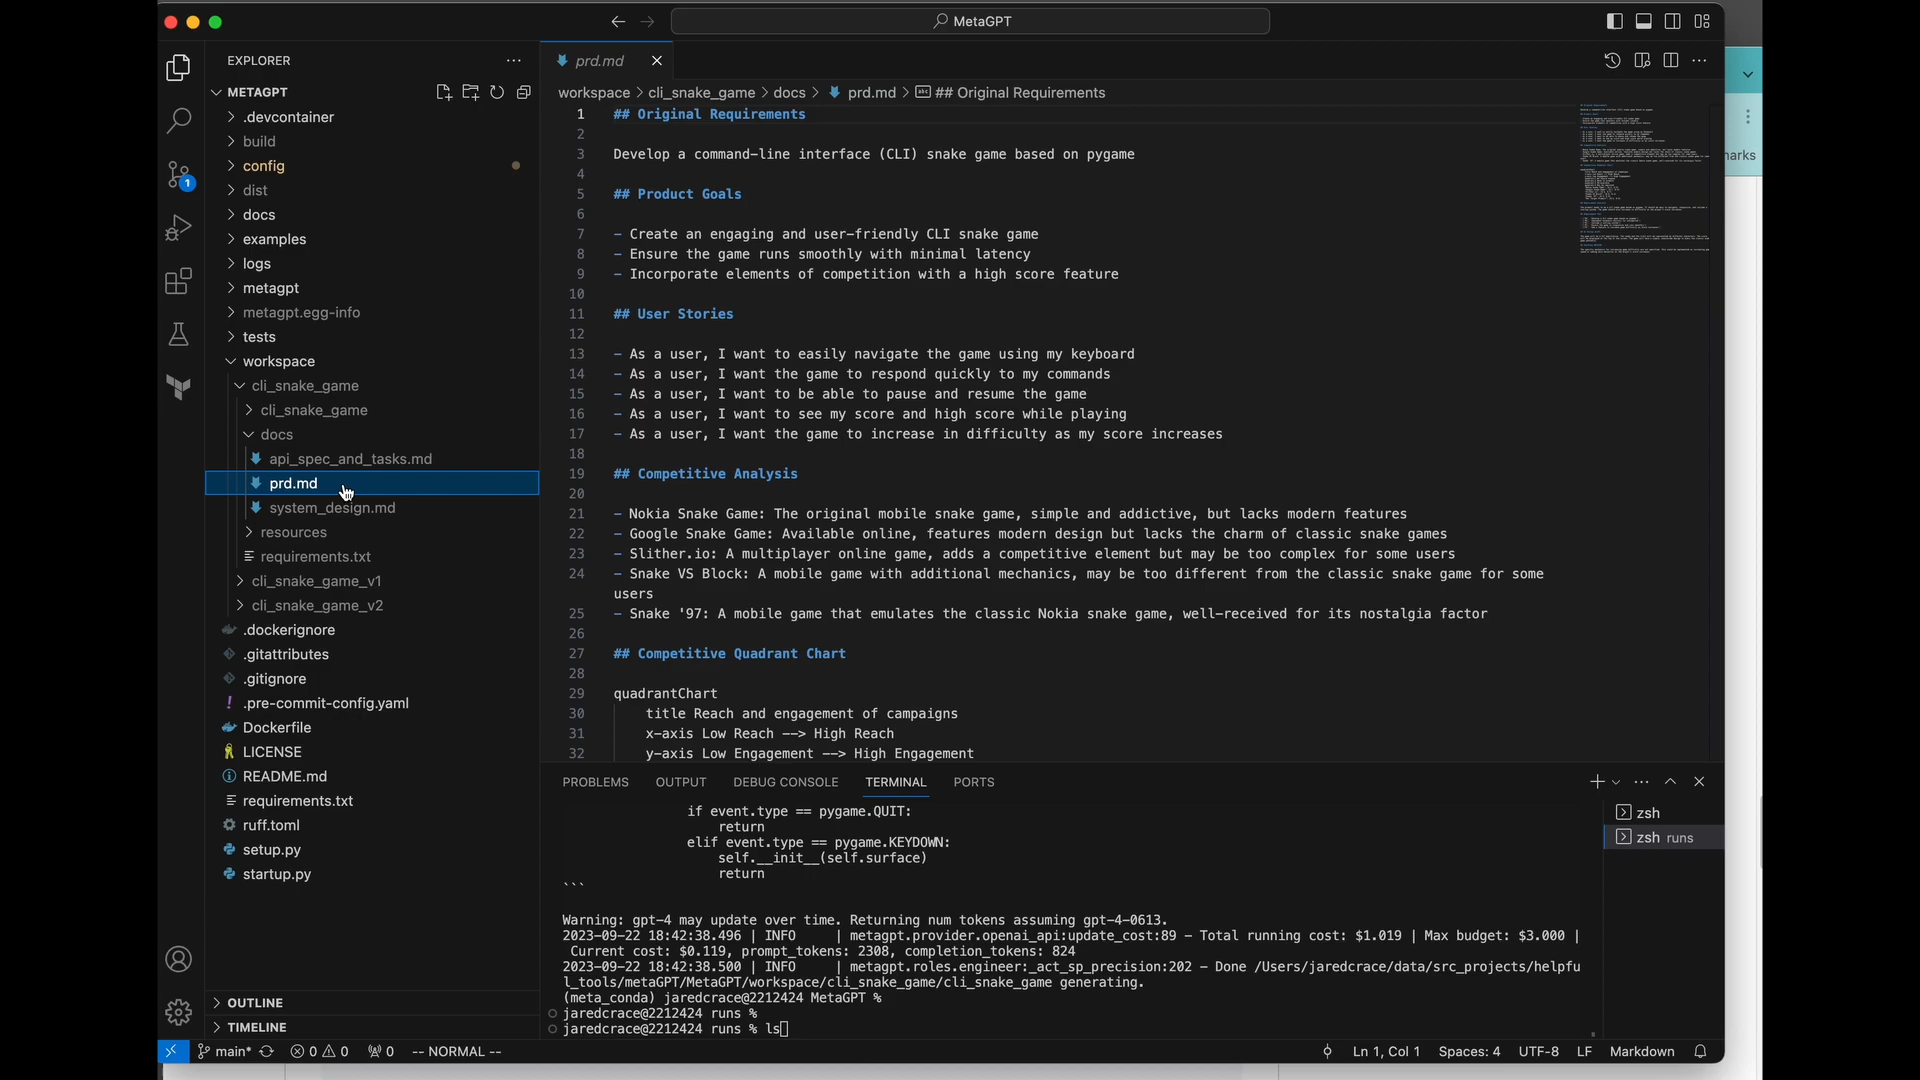 MetaGPT
EXPLORER
METAGPT
.devcontainer
build
config
dist
docs
examples
logs
metagpt
metagpt.egg-info
tests
workspace
cli_snake_game
cli_snake_game
docs
api_spec_and_tasks.md
prd.md
system_design.md
resources
requirements.txt
cli_snake_game_v1
cli_snake_game_v2
.dockerignore
.gitattributes
.gitignore
.pre-commit-config.yaml
Dockerfile
LICENSE
README.md
requirements.txt
ruff.toml
setup.py
startup.py
OUTLINE
TIMELINE
1
prd.md
workspace > cli_snake_game > docs > prd.md > ## Original Requirements
1 ## Original Requirements
2
3 Develop a command-line interface (CLI) snake game based on pygame
4
5 ## Product Goals
6
7 - Create an engaging and user-friendly CLI snake game
8 - Ensure the game runs smoothly with minimal latency
9 - Incorporate elements of competition with a high score feature
10
11 ## User Stories
12
13 - As a user, I want to easily navigate the game using my keyboard
14 - As a user, I want the game to respond quickly to my commands
15 - As a user, I want to be able to pause and resume the game
16 - As a user, I want to see my score and high score while playing
17 - As a user, I want the game to increase in difficulty as my score increases
18
19 ## Competitive Analysis
20
21 - Nokia Snake Game: The original mobile snake game, simple and addictive, but lacks modern features
22 - Google Snake Game: Available online, features modern design but lacks the charm of classic snake games
23 - Slither.io: A multiplayer online game, adds a competitive element but may be too complex for some users
24 - Snake VS Block: A mobile game with additional mechanics, may be too different from the classic snake game for some
users
25 - Snake '97: A mobile game that emulates the classic Nokia snake game, well-received for its nostalgia factor
26
27 ## Competitive Quadrant Chart
28
29 quadrantChart
30 title Reach and engagement of campaigns
31 x-axis Low Reach --> High Reach
32 y-axis Low Engagement --> High Engagement
arks
PROBLEMS OUTPUT DEBUG CONSOLE TERMINAL PORTS
if event.type == pygame.QUIT:
return
elif event.type == pygame.KEYDOWN:
self.__init__(self.surface)
return
```
Warning: gpt-4 may update over time. Returning num tokens assuming gpt-4-0613.
2023-09-22 18:42:38.496 | INFO | metagpt.provider.openai_api:update_cost:89 - Total running cost: $1.019 | Max budget: $3.000 |
Current cost: $0.119, prompt_tokens: 2308, completion_tokens: 824
2023-09-22 18:42:38.500 | INFO | metagpt.roles.engineer:_act_sp_precision:202 - Done /Users/jaredcrace/data/src_projects/helpfu
l_tools/metaGPT/MetaGPT/workspace/cli_snake_game/cli_snake_game generating.
(meta_conda) jaredcrace@2212424 MetaGPT %
jaredcrace@2212424 runs %
jaredcrace@2212424 runs % ls
zsh
zsh runs
main* 0 0 0 -- NORMAL -- Ln 1, Col 1 Spaces: 4 UTF-8 LF Markdown